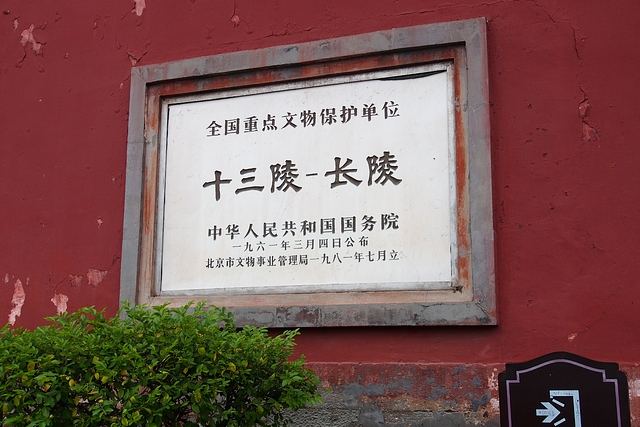 全国重点文物保护单位
十三陵－长陵
中华人民共和国国务院
一九六一年三月四日公布
北京市文物事业管理局一九八一年七月立